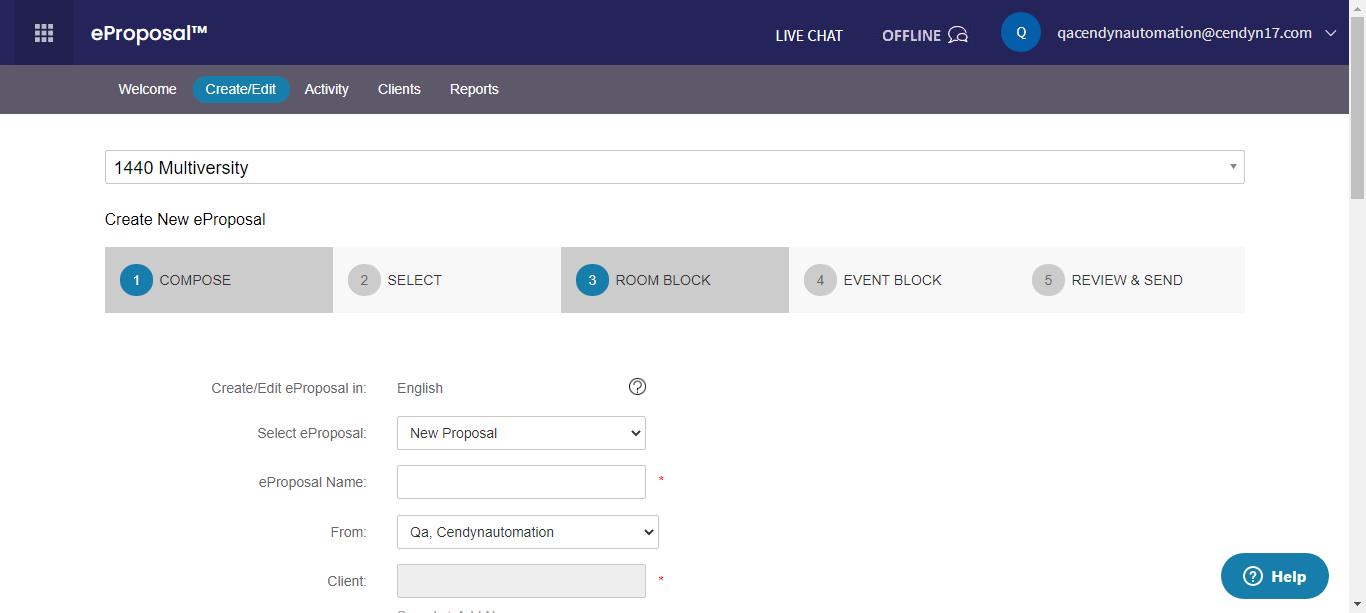 eProposal™
LIVE CHAT
OFFLINE
Q
qacendynautomation@cendyn17.com
Welcome
Create/Edit
Activity
Clients
Reports
1440 Multiversity
Create New eProposal
1 COMPOSE
2 SELECT
3 ROOM BLOCK
4 EVENT BLOCK
5 REVIEW & SEND
Create/Edit eProposal in: English ?
Select eProposal: New Proposal
eProposal Name: *
From: Qa, Cendynautomation
Client: *
? Help